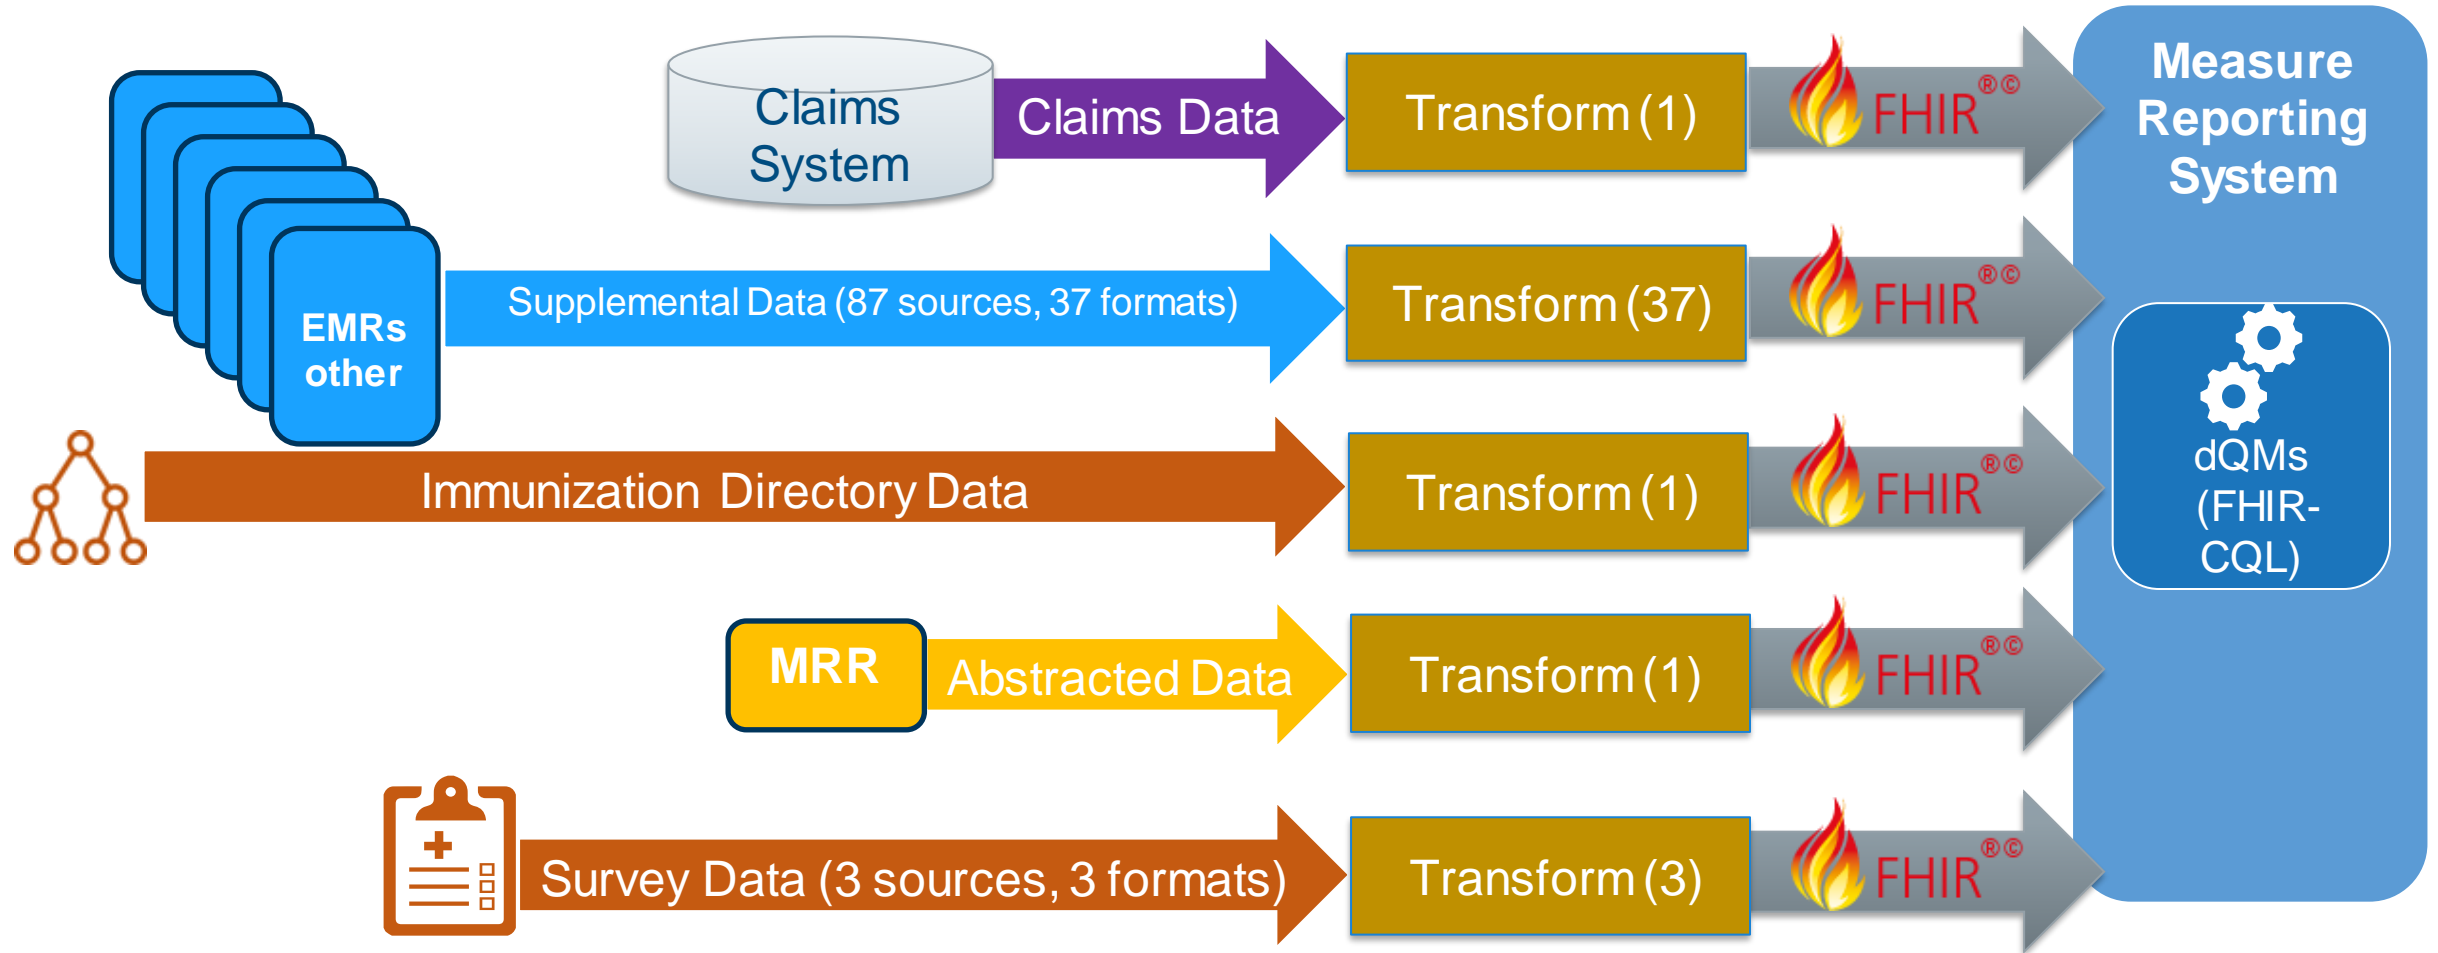 Claims
System
Claims Data
Transform (1)
FHIR®©
Measure
Reporting
System
EMRs
other
Supplemental Data (87 sources, 37 formats)
Transform (37)
FHIR®©
dQMs
(FHIR-
CQL)
Immunization Directory Data
Transform (1)
FHIR®©
MRR
Abstracted Data
Transform (1)
FHIR®©
Survey Data (3 sources, 3 formats)
Transform (3)
FHIR®©